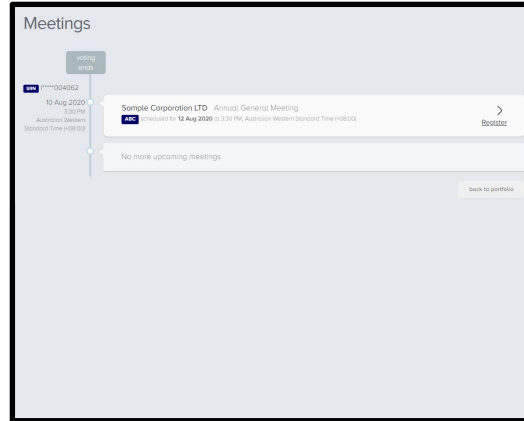 Meetings
voting
ends
SRN I*****004062
10 Aug 2020
3:30 PM
Australian Western
Standard Time (+08:00)
Sample Corporation LTD Annual General Meeting
ABC scheduled for 12 Aug 2020 at 3:30 PM, Australian Western Standard Time (+08:00)
Register
No more upcoming meetings
back to portfolio